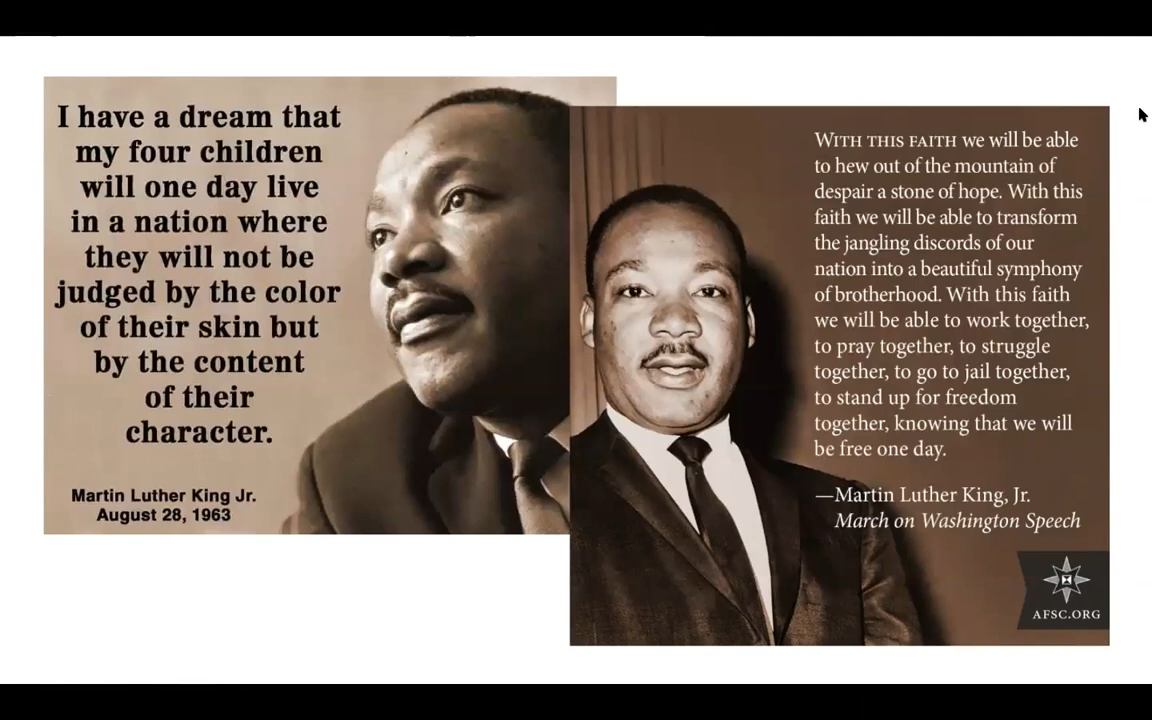 I have a dream that
my four children
will one day live
in a nation where
they will not be
judged by the color
of their skin but
by the content
of their
character.
Martin Luther King Jr.
August 28, 1963
WITH THIS FAITH we will be able
to hew out of the mountain of
despair a stone of hope. With this
faith we will be able to transform
the jangling discords of our
nation into a beautiful symphony
of brotherhood. With this faith
we will be able to work together,
to pray together, to struggle
together, to go to jail together,
to stand up for freedom
together, knowing that we will
be free one day.
—Martin Luther King, Jr.
March on Washington Speech
AFSC.ORG